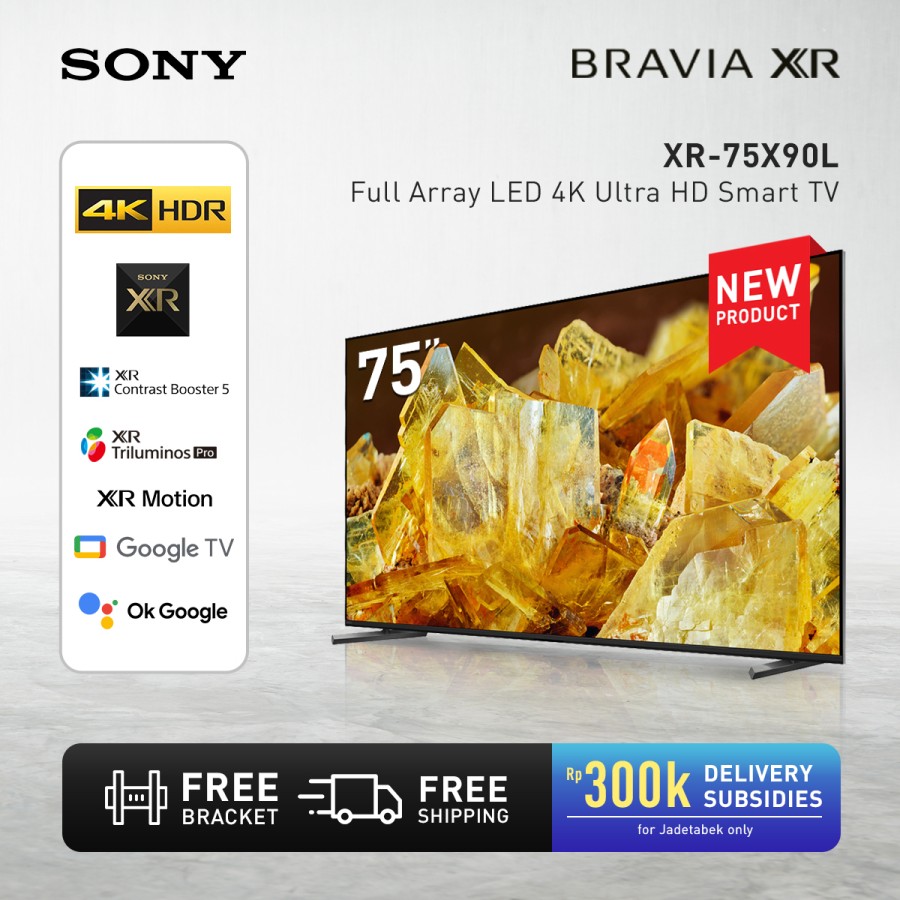 SONY
BRAVIA XR
XR-75X90L
Full Array LED 4K Ultra HD Smart TV
4K HDR
SONY
XR
XR
Contrast Booster 5
XR
Triluminos Pro
XR Motion
Google TV
Ok Google
75"
NEW
PRODUCT
FREE
BRACKET
FREE
SHIPPING
Rp 300k DELIVERY
SUBSIDIES
for Jadetabek only